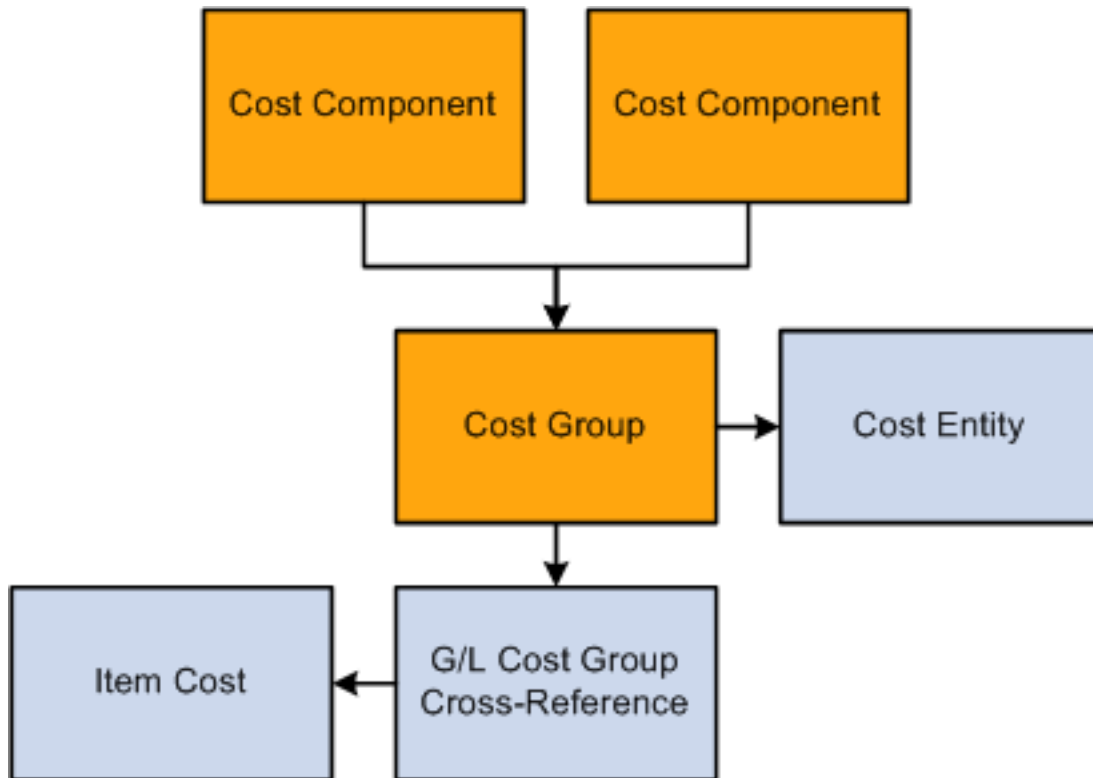 Cost Component
Cost Component
Cost Group
Cost Entity
Item Cost
G/L Cost Group
Cross-Reference